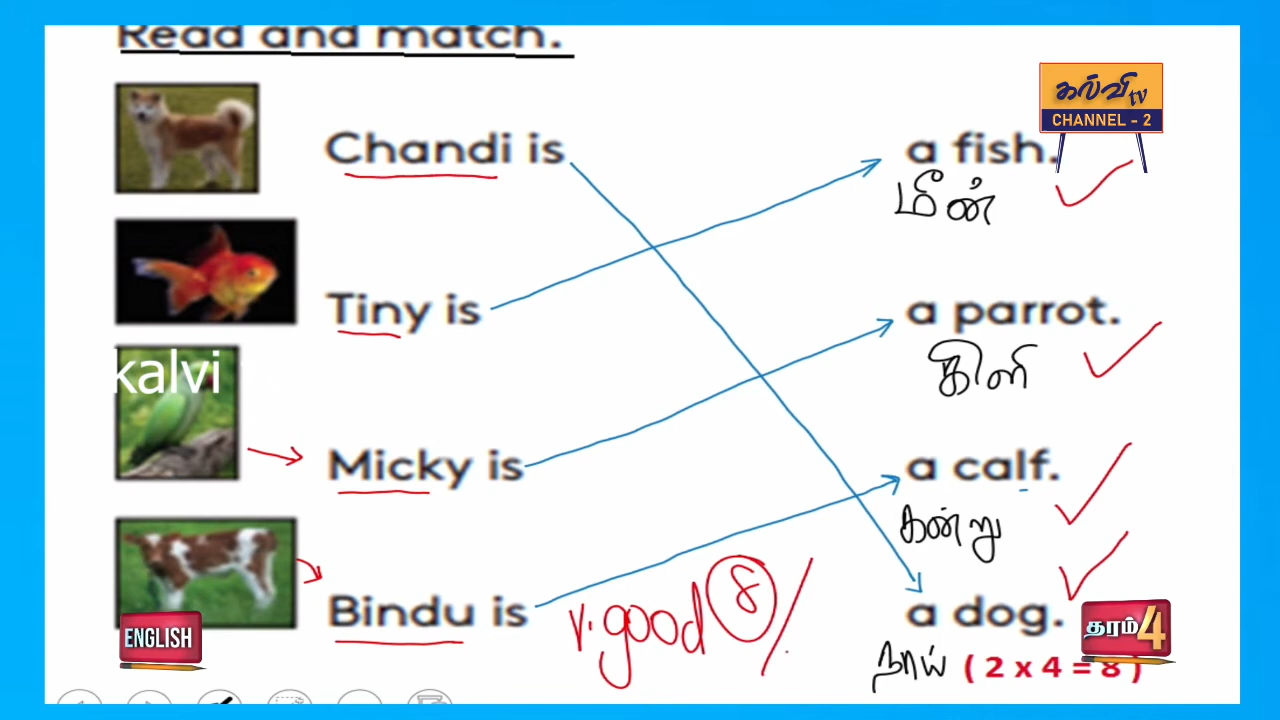 Read and match.
கல்வி tv
CHANNEL - 2
Chandi is
a fish.
மீன்
Tiny is
a parrot.
கிளி
kalvi
Micky is
a calf.
கன்று
Bindu is
a dog.
நாய்
v. good 8
( 2 x 4 = 8 )
ENGLISH
தரம் 4